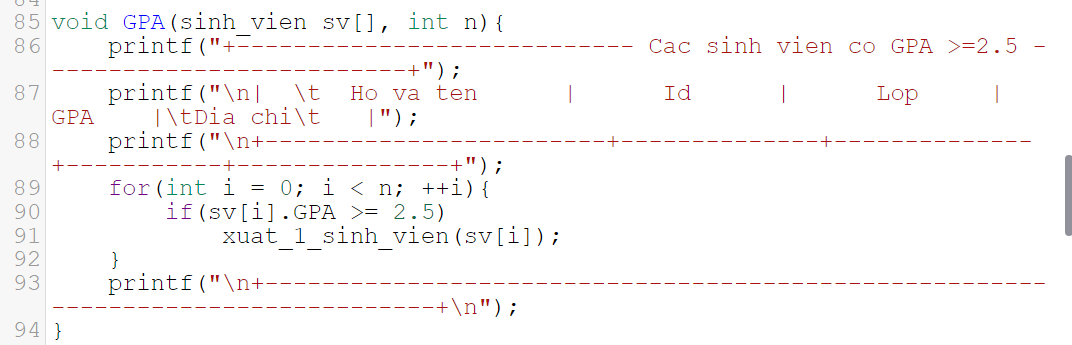 85 void GPA(sinh_vien sv[], int n){
86     printf("+---------------------------- Cac sinh vien co GPA >=2.5 -
-------------------------+");
87     printf("\n|  \t  Ho va ten      |      Id      |      Lop     |
GPA    |\tDia chi\t   |");
88     printf("\n+------------------------+--------------+--------------
+-----------+---------------+");
89     for(int i = 0; i < n; ++i){
90         if(sv[i].GPA >= 2.5)
91             xuat_1_sinh_vien(sv[i]);
92     }
93     printf("\n+-------------------------------------------------------
---------------------------+\n");
94 }